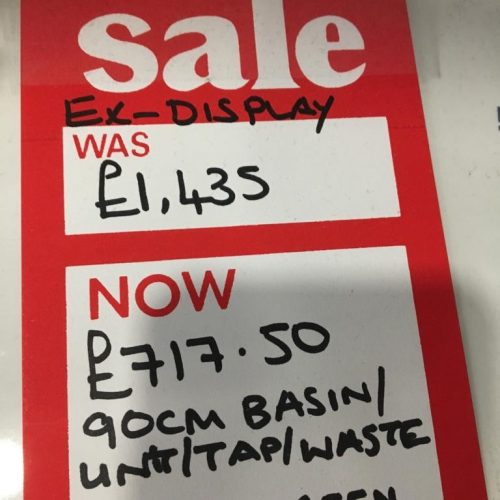 sale
EX-DISPLAY
WAS
£1,435
NOW
£717.50
90CM BASIN/
UNIT/TAP/WASTE